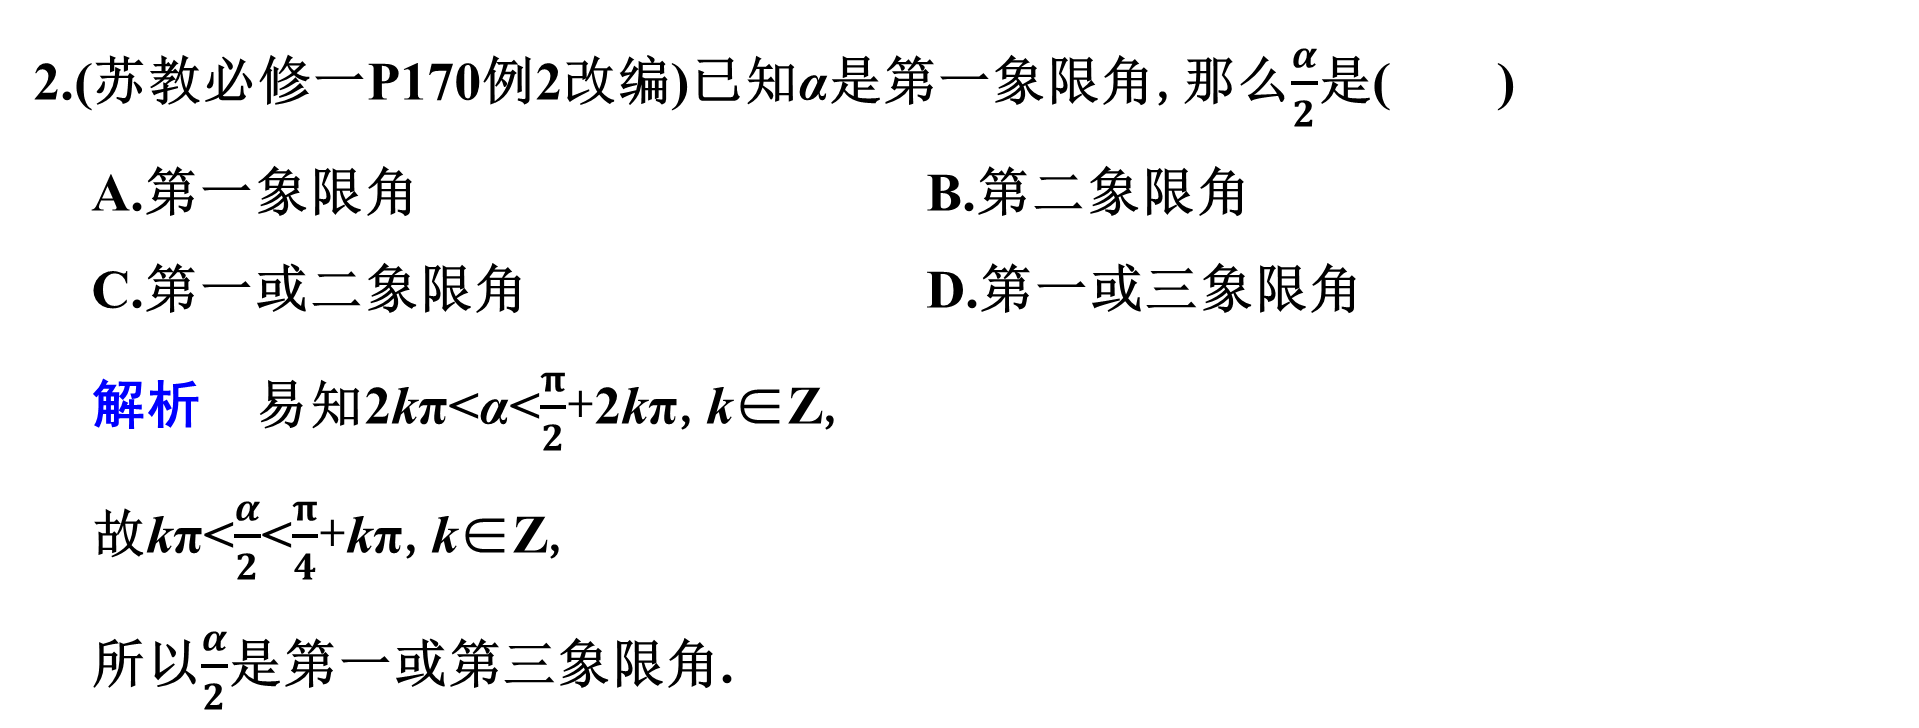 2.(苏教必修一P170例2改编)已知α是第一象限角, 那么α/2是(　　)
A.第一象限角　　B.第二象限角
C.第一或二象限角　　D.第一或三象限角
解析　易知2kπ<α<π/2+2kπ, k∈Z,
故kπ<α/2<π/4+kπ, k∈Z,
所以α/2是第一或第三象限角.